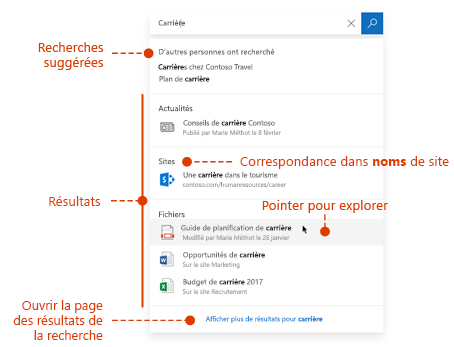 Carrière
Recherches
suggérées
D'autres personnes ont recherché
Carrières chez Contoso Travel
Plan de carrière
Actualités
Conseils de carrière Contoso
Publié par Marie Méthot le 8 février
Sites
Correspondance dans noms de site
Une carrière dans le tourisme
contoso.com/humanresources/career
Résultats
Pointer pour explorer
Fichiers
Guide de planification de carrière
Modifié par Marie Méthot le 26 janvier
Opportunités de carrière
Sur le site Marketing
Budget de carrière 2017
Sur le site Recrutement
Ouvrir la page
des résultats de
la recherche
Afficher plus de résultats pour carrière